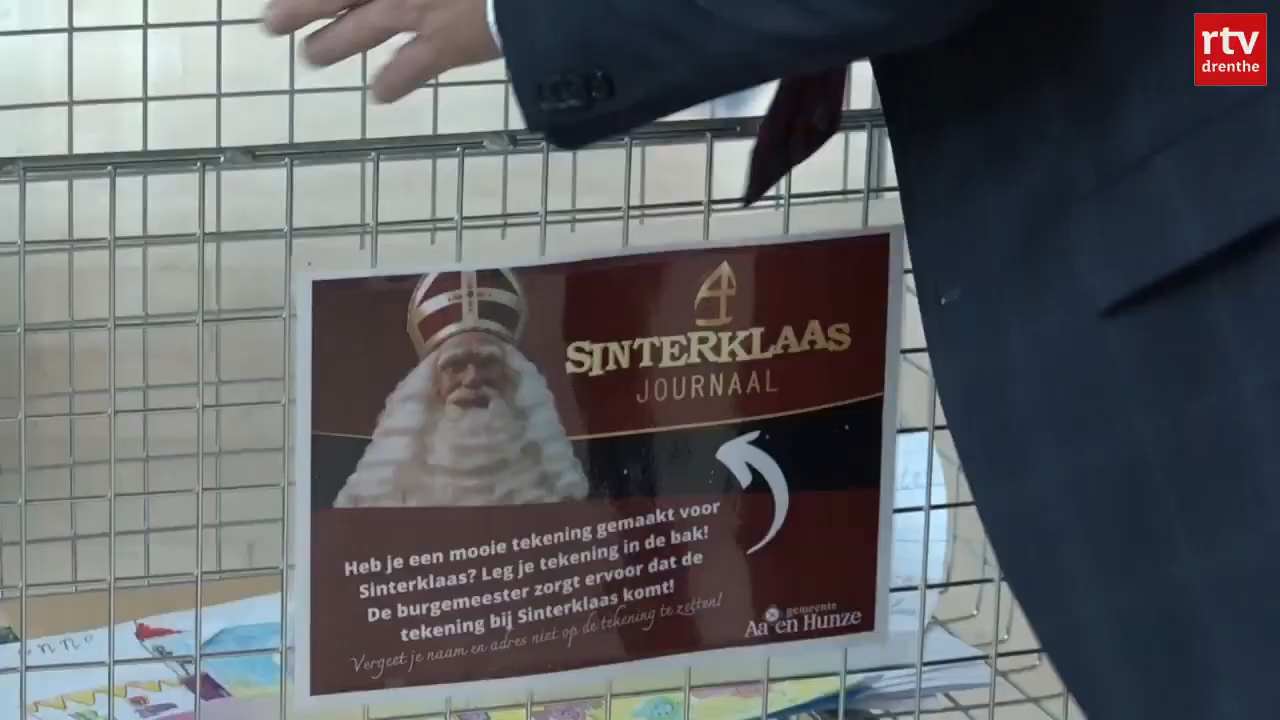 rtv
drenthe
SINTERKLAAS
JOURNAAL
Heb je een mooie tekening gemaakt voor
Sinterklaas? Leg je tekening in de bak!
De burgemeester zorgt ervoor dat de
tekening bij Sinterklaas komt!
Vergeet je naam en adres niet op de tekening te zetten!
gemeente
Aa en Hunze